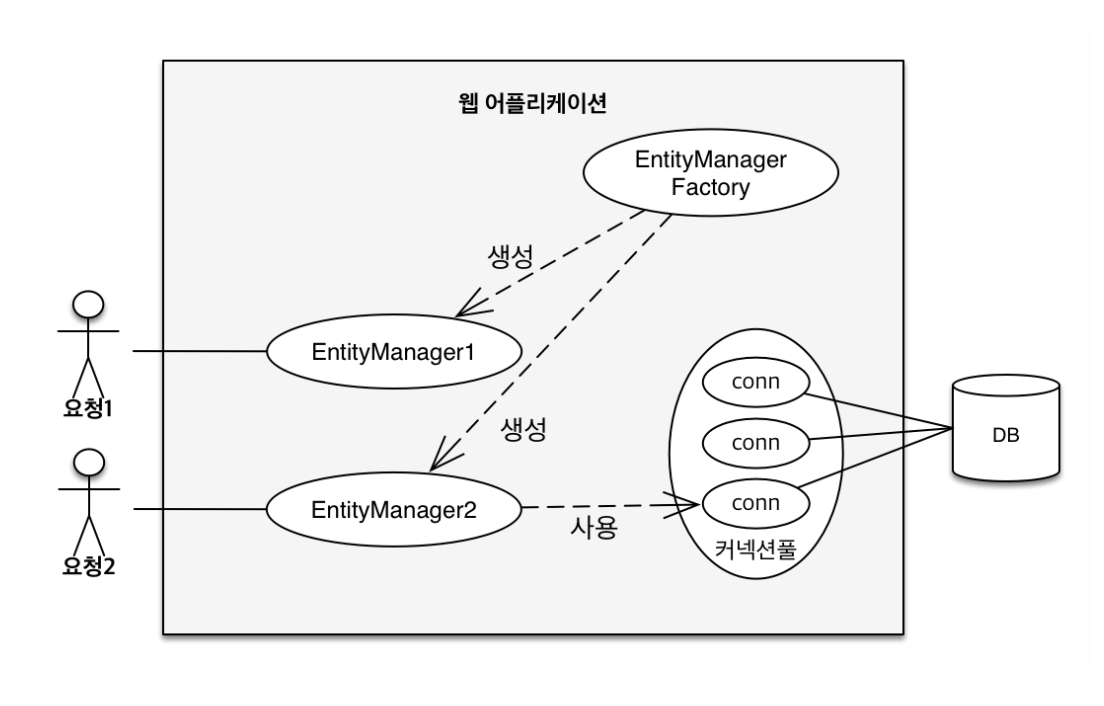 웹 어플리케이션
EntityManager
Factory
생성
요청1
EntityManager1
생성
conn
conn
conn
커넥션풀
DB
요청2
EntityManager2
사용